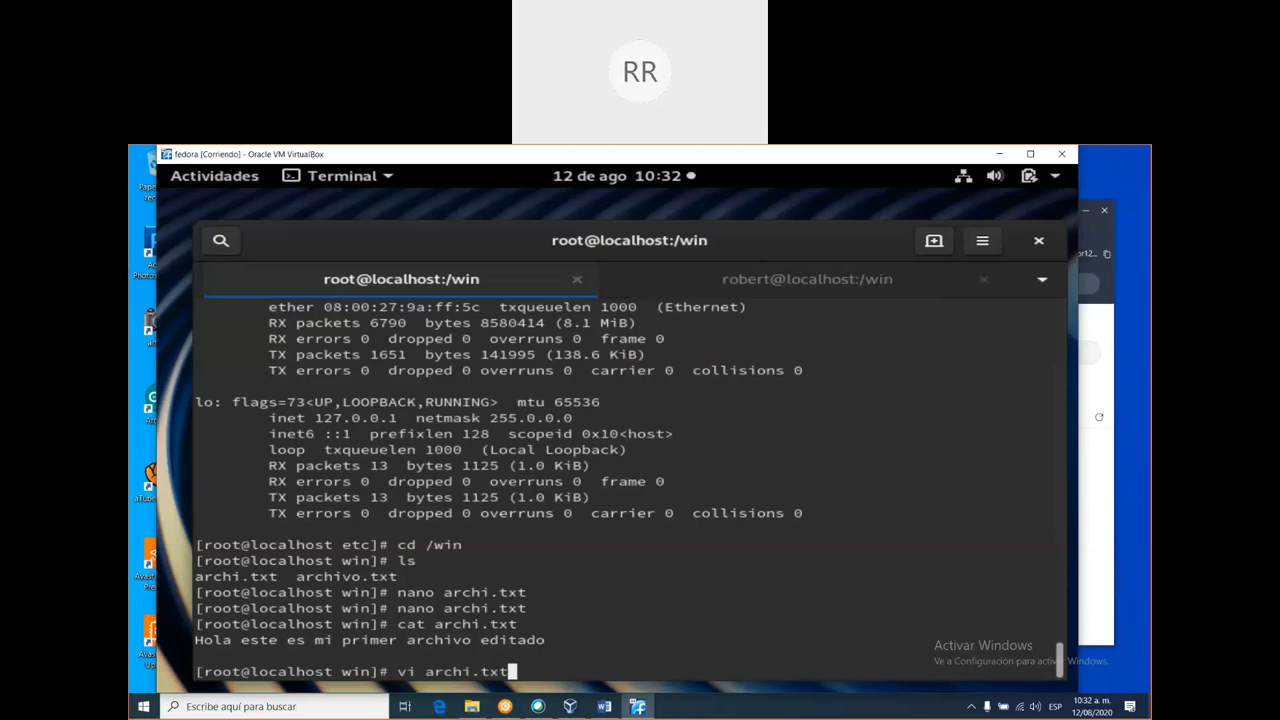 RR
fedora [Corriendo] - Oracle VM VirtualBox
Actividades Terminal 12 de ago 10:32
root@localhost:/win
root@localhost:/win robert@localhost:/win
ether 08:00:27:9a:ff:5c txqueuelen 1000 (Ethernet)
RX packets 6790 bytes 8580414 (8.1 MiB)
RX errors 0 dropped 0 overruns 0 frame 0
TX packets 1651 bytes 141995 (138.6 KiB)
TX errors 0 dropped 0 overruns 0 carrier 0 collisions 0
lo: flags=73<UP,LOOPBACK,RUNNING> mtu 65536
inet 127.0.0.1 netmask 255.0.0.0
inet6 ::1 prefixlen 128 scopeid 0x10<host>
loop txqueuelen 1000 (Local Loopback)
RX packets 13 bytes 1125 (1.0 KiB)
RX errors 0 dropped 0 overruns 0 frame 0
TX packets 13 bytes 1125 (1.0 KiB)
TX errors 0 dropped 0 overruns 0 carrier 0 collisions 0
[root@localhost etc]# cd /win
[root@localhost win]# ls
archi.txt archivo.txt
[root@localhost win]# nano archi.txt
[root@localhost win]# nano archi.txt
[root@localhost win]# cat archi.txt
Hola este es mi primer archivo editado
[root@localhost win]# vi archi.txt
Activar Windows
Ve a Configuración para activar Windows.
Escribe aquí para buscar
ESP
10:32 a. m.
12/08/2020